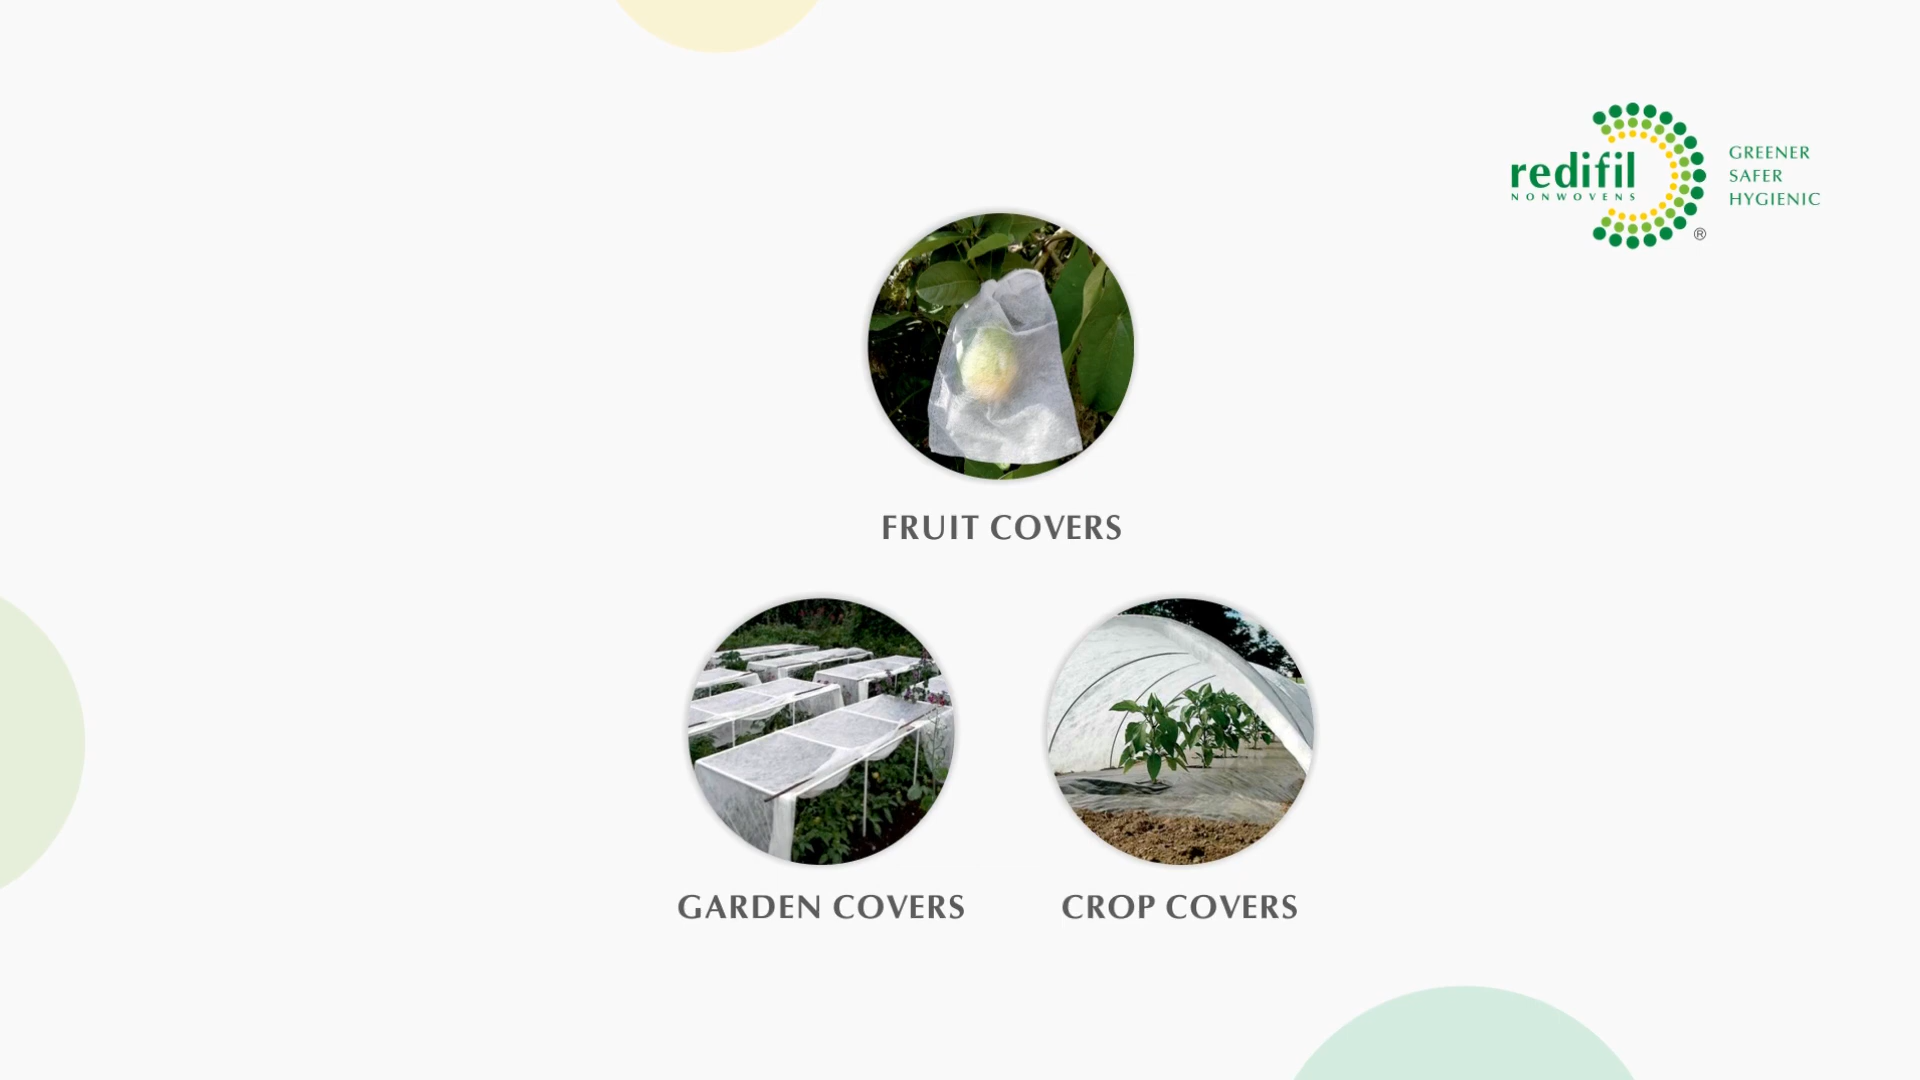 redifil
NONWOVENS
®
GREENER
SAFER
HYGIENIC
FRUIT COVERS
GARDEN COVERS
CROP COVERS